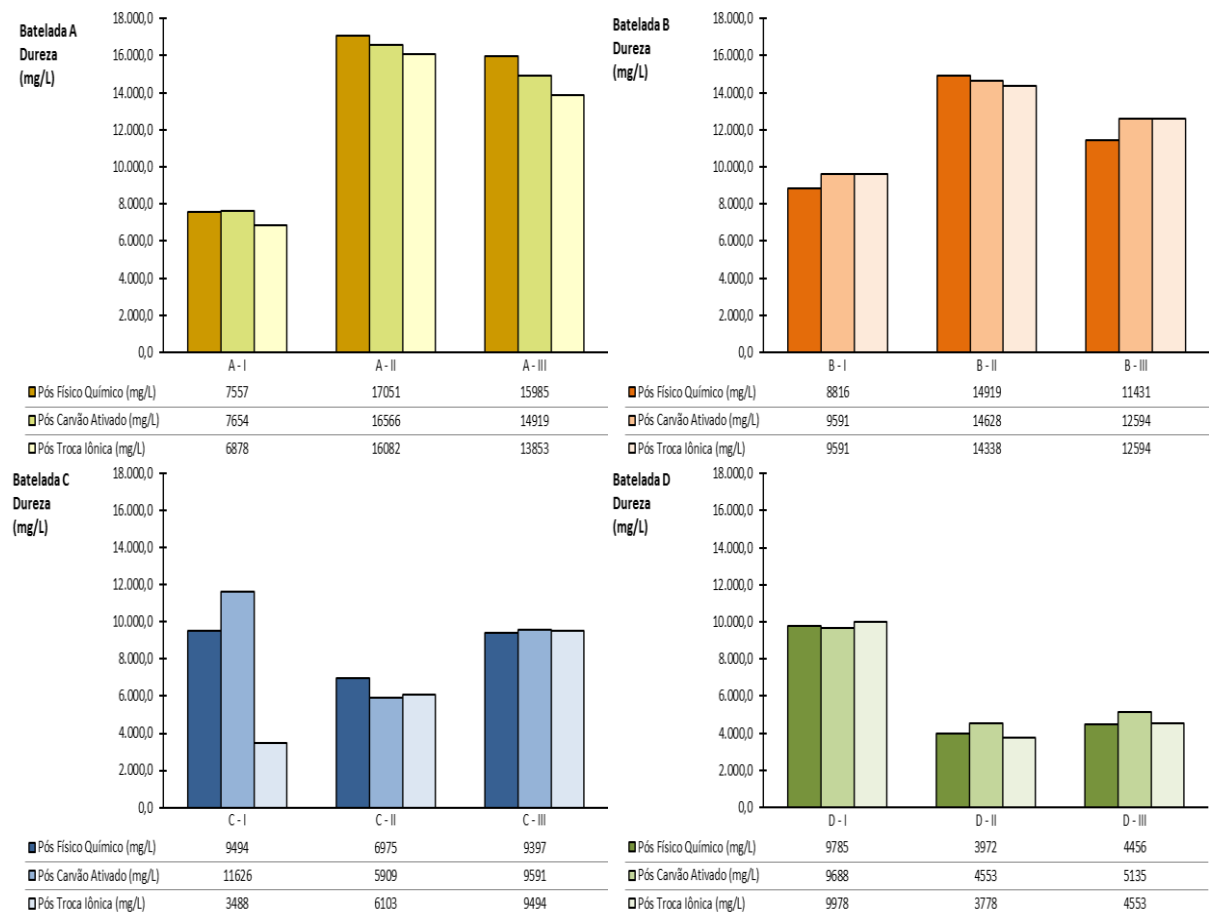 Batelada A
Dureza
(mg/L)
18.000,0
16.000,0
14.000,0
12.000,0
10.000,0
8.000,0
6.000,0
4.000,0
2.000,0
0,0
A - I A - II A - III
Pós Físico Químico (mg/L) 7557 17051 15985
Pós Carvão Ativado (mg/L) 7654 16566 14919
Pós Troca Iônica (mg/L) 6878 16082 13853
Batelada B
Dureza
(mg/L)
18.000,0
16.000,0
14.000,0
12.000,0
10.000,0
8.000,0
6.000,0
4.000,0
2.000,0
0,0
B - I B - II B - III
Pós Físico Químico (mg/L) 8816 14919 11431
Pós Carvão Ativado (mg/L) 9591 14628 12594
Pós Troca Iônica (mg/L) 9591 14338 12594
Batelada C
Dureza
(mg/L)
18.000,0
16.000,0
14.000,0
12.000,0
10.000,0
8.000,0
6.000,0
4.000,0
2.000,0
0,0
C - I C - II C - III
Pós Físico Químico (mg/L) 9494 6975 9397
Pós Carvão Ativado (mg/L) 11626 5909 9591
Pós Troca Iônica (mg/L) 3488 6103 9494
Batelada D
Dureza
(mg/L)
18.000,0
16.000,0
14.000,0
12.000,0
10.000,0
8.000,0
6.000,0
4.000,0
2.000,0
0,0
D - I D - II D - III
Pós Físico Químico (mg/L) 9785 3972 4456
Pós Carvão Ativado (mg/L) 9688 4553 5135
Pós Troca Iônica (mg/L) 9978 3778 4553